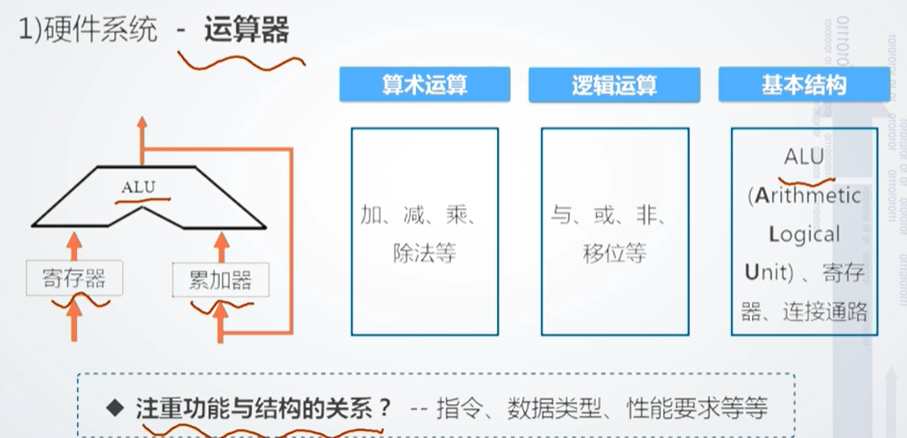 1)硬件系统 - 运算器
算术运算
逻辑运算
基本结构
ALU
寄存器
累加器
加、减、乘、
除法等
与、或、非、
移位等
ALU
(Arithmetic
Logical
Unit) 、寄存
器、连接通路
◆ 注重功能与结构的关系？ -- 指令、数据类型、性能要求等等